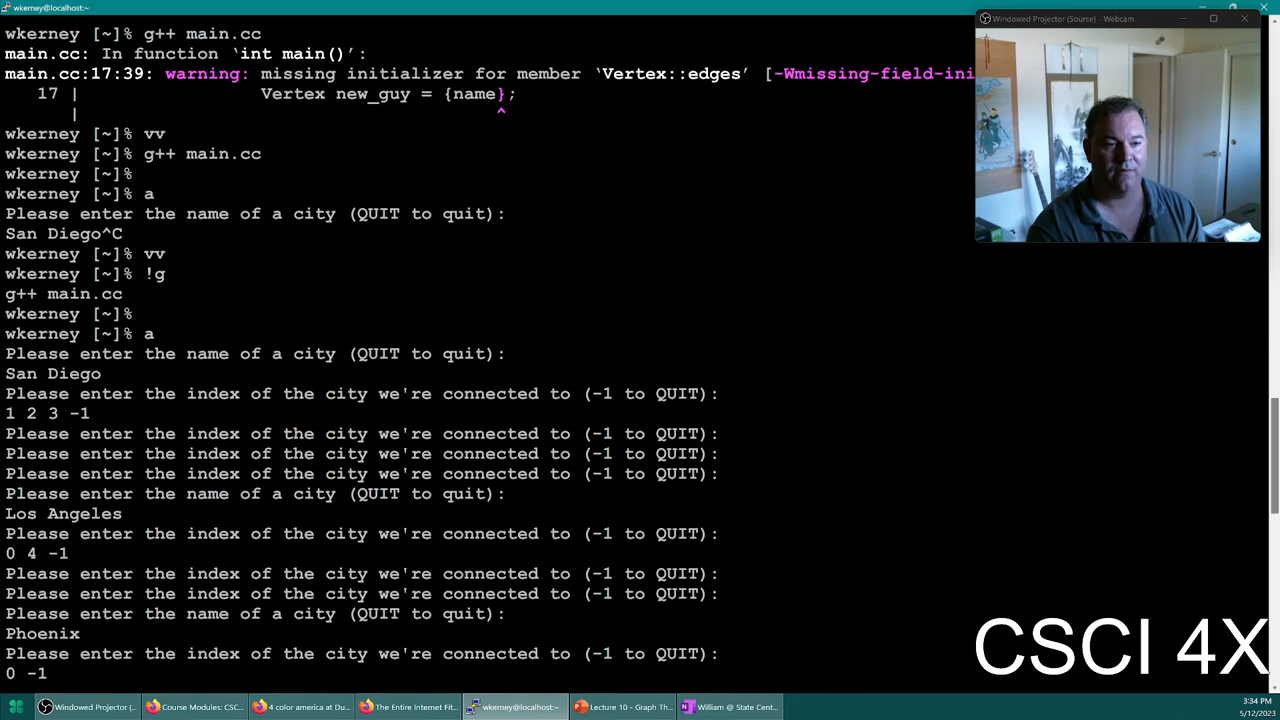 wkerney@localhost:~
Windowed Projector (Source) - Webcam
wkerney [~]% g++ main.cc
main.cc: In function ‘int main()’:
main.cc:17:39: warning: missing initializer for member ‘Vertex::edges’ [-Wmissing-field-ini
17 | Vertex new_guy = {name};
| ^
wkerney [~]% vv
wkerney [~]% g++ main.cc
wkerney [~]%
wkerney [~]% a
Please enter the name of a city (QUIT to quit):
San Diego^C
wkerney [~]% vv
wkerney [~]% !g
g++ main.cc
wkerney [~]%
wkerney [~]% a
Please enter the name of a city (QUIT to quit):
San Diego
Please enter the index of the city we're connected to (-1 to QUIT):
1 2 3 -1
Please enter the index of the city we're connected to (-1 to QUIT):
Please enter the index of the city we're connected to (-1 to QUIT):
Please enter the index of the city we're connected to (-1 to QUIT):
Please enter the name of a city (QUIT to quit):
Los Angeles
Please enter the index of the city we're connected to (-1 to QUIT):
0 4 -1
Please enter the index of the city we're connected to (-1 to QUIT):
Please enter the index of the city we're connected to (-1 to QUIT):
Please enter the name of a city (QUIT to quit):
Phoenix
Please enter the index of the city we're connected to (-1 to QUIT):
0 -1
CSCI 4X
Windowed Projector (...
Course Modules: CSC...
4 color america at Du...
The Entire Internet Fit...
wkerney@localhost:~
Lecture 10 - Graph Th...
William @ State Cent...
3:34 PM
5/12/2023